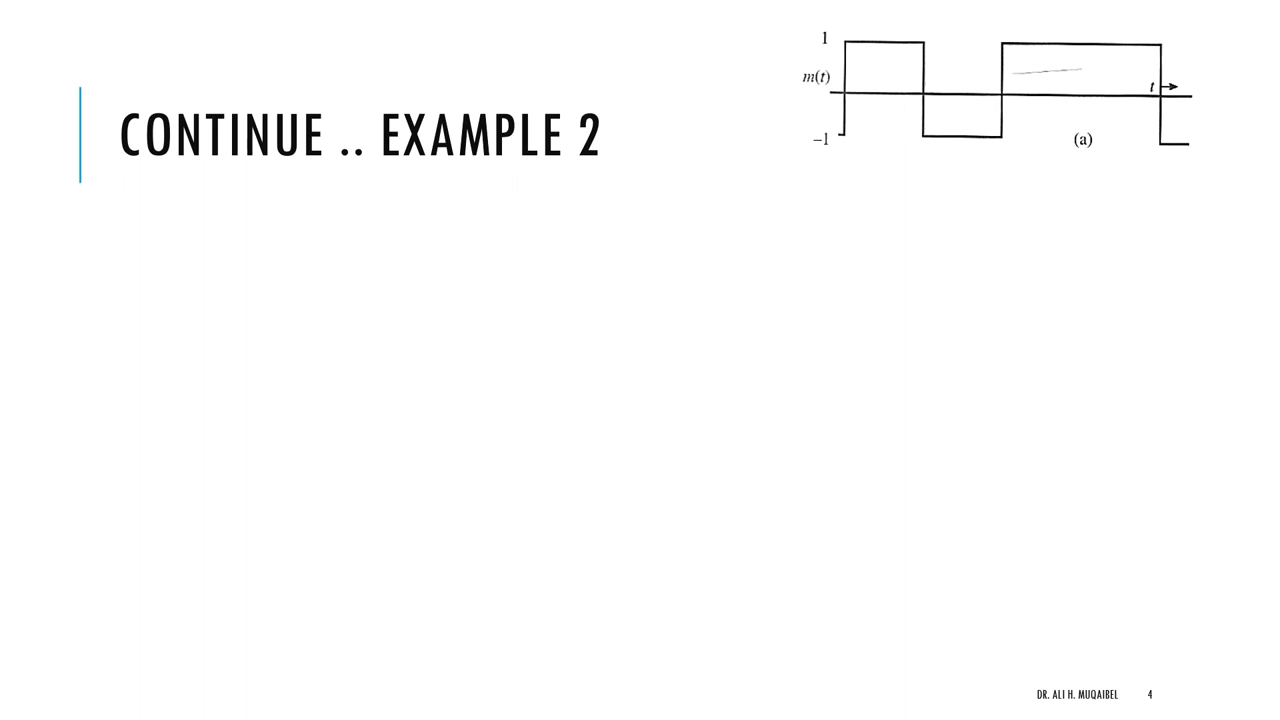 CONTINUE .. EXAMPLE 2
1
m(t)
t
−1
(a)
DR. ALI H. MUQAIBEL 4